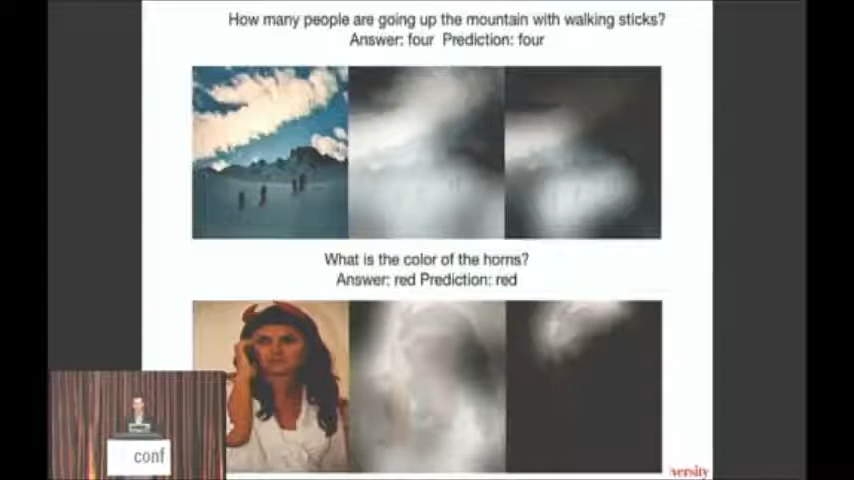 How many people are going up the mountain with walking sticks?
Answer: four Prediction: four
What is the color of the horns?
Answer: red Prediction: red
conf
versity